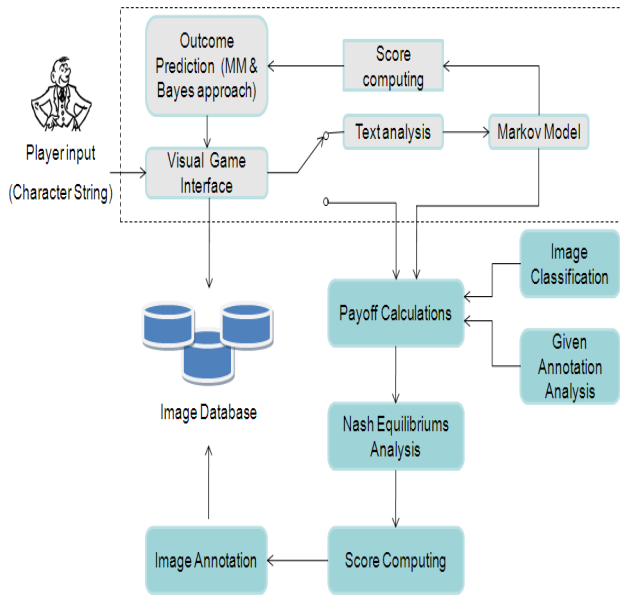 Outcome
Prediction (MM &
Bayes approach)
Score
computing
Player input
(Character String)
Visual Game
Interface
Text analysis
Markov Model
Image
Classification
Payoff Calculations
Given
Annotation
Analysis
Image Database
Nash Equilibriums
Analysis
Image Annotation
Score Computing